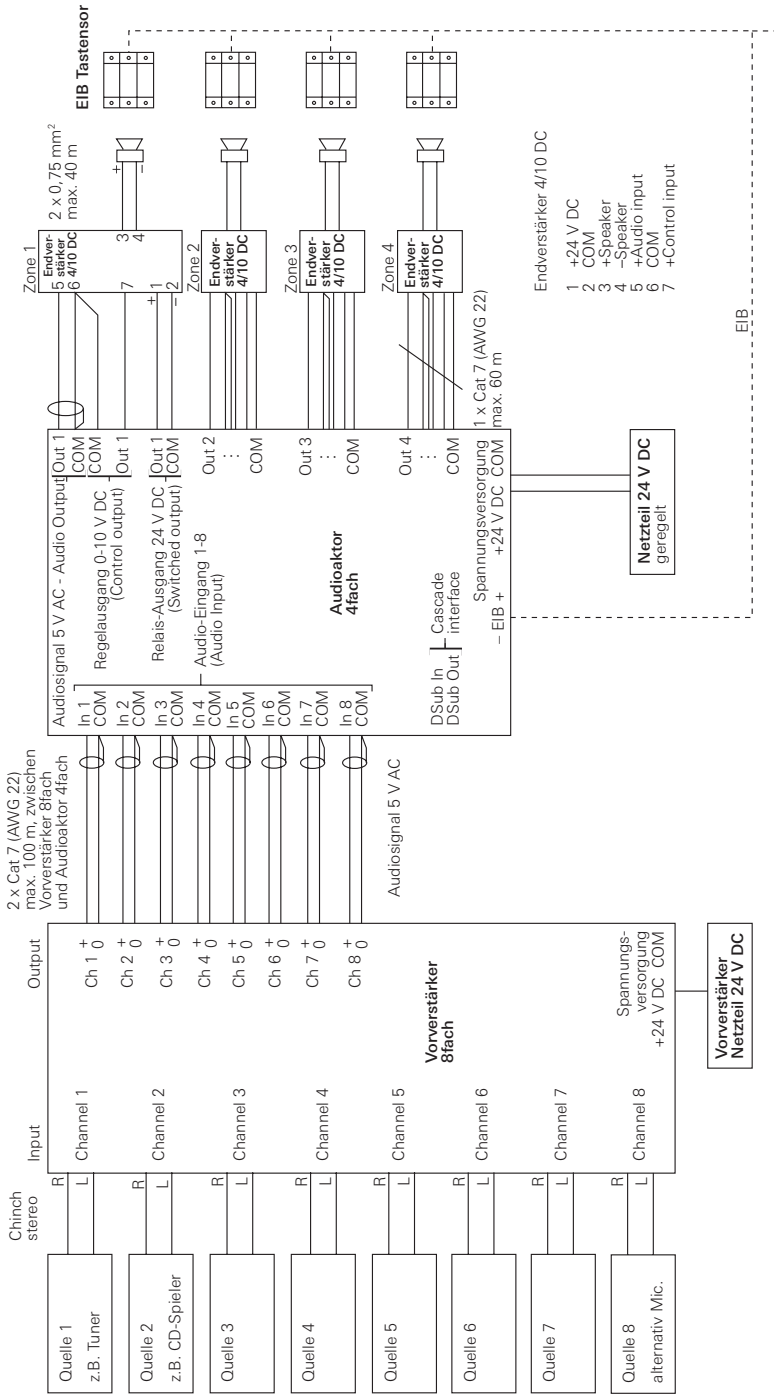 Chinch
stereo
Quelle 1
z.B. Tuner
Quelle 2
z.B. CD-Spieler
Quelle 3
Quelle 4
Quelle 5
Quelle 6
Quelle 7
Quelle 8
alternativ Mic.
R
L
R
L
R
L
R
L
R
L
R
L
R
L
R
L
Input
Channel 1
Channel 2
Channel 3
Channel 4
Channel 5
Channel 6
Channel 7
Channel 8
Vorverstärker
8fach
Output
Ch 1 +
0
Ch 2 +
0
Ch 3 +
0
Ch 4 +
0
Ch 5 +
0
Ch 6 +
0
Ch 7 +
0
Ch 8 +
0
Spannungs-
versorgung
+24 V DC COM
Vorverstärker
Netzteil 24 V DC
2 x Cat 7 (AWG 22)
max. 100 m, zwischen
Vorverstärker 8fach
und Audioaktor 4fach
Audiosignal 5 V AC
In 1
COM
In 2
COM
In 3
COM
In 4
COM
In 5
COM
In 6
COM
In 7
COM
In 8
COM
Audiosignal 5 V AC - Audio Output
Regelausgang 0-10 V DC
(Control output)
Relais-Ausgang 24 V DC
(Switched output)
Audio-Eingang 1-8
(Audio Input)
Audioaktor
4fach
DSub In
DSub Out
Cascade
interface
Out 1
COM
COM
Out 1
Out 1
COM
Out 2
:
:
COM
Out 3
:
:
COM
Out 4
:
:
COM
Spannungsversorgung
– EIB + +24 V DC COM
Netzteil 24 V DC
geregelt
1 x Cat 7 (AWG 22)
max. 60 m
Zone 1
Endver-
stärker
4/10 DC
5
6
7
+ 1
– 2
3
4
2 x 0,75 mm²
max. 40 m
+
–
EIB Tastensor
Zone 2
Endver-
stärker
4/10 DC
Zone 3
Endver-
stärker
4/10 DC
Zone 4
Endver-
stärker
4/10 DC
Endverstärker 4/10 DC
1 +24 V DC
2 COM
3 +Speaker
4 –Speaker
5 +Audio input
6 COM
7 +Control input
EIB